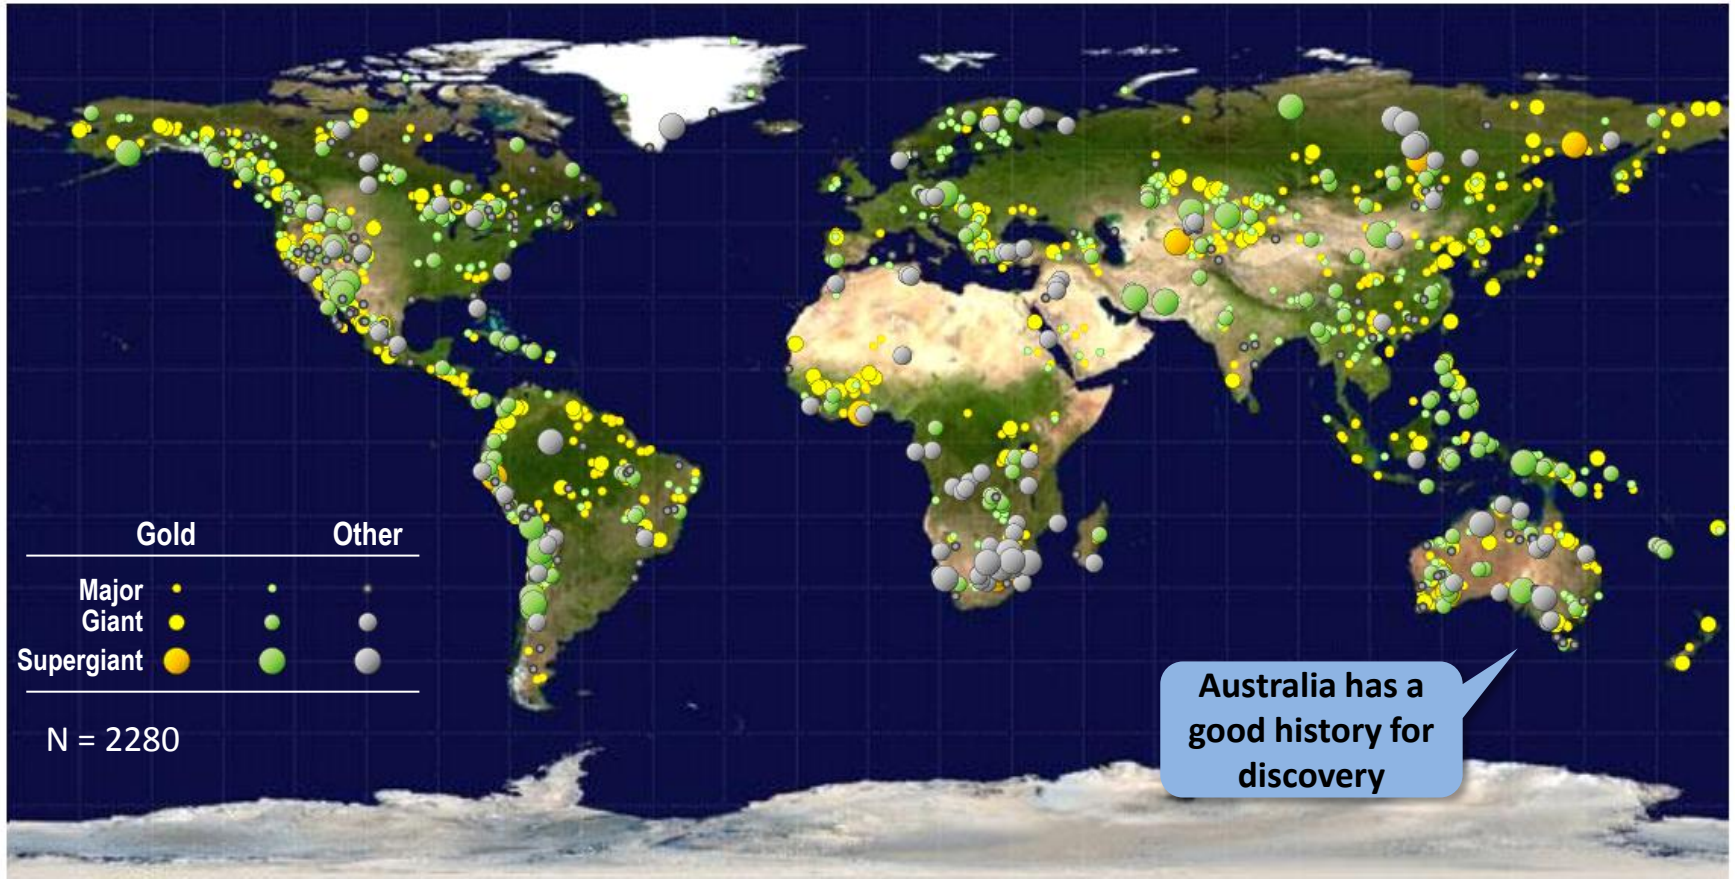 Gold Other
Major
Giant
Supergiant
N = 2280
Australia has a
good history for
discovery